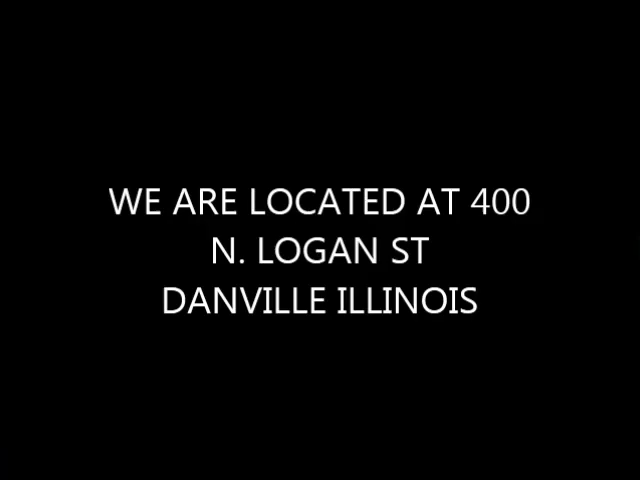 WE ARE LOCATED AT 400
N. LOGAN ST
DANVILLE ILLINOIS